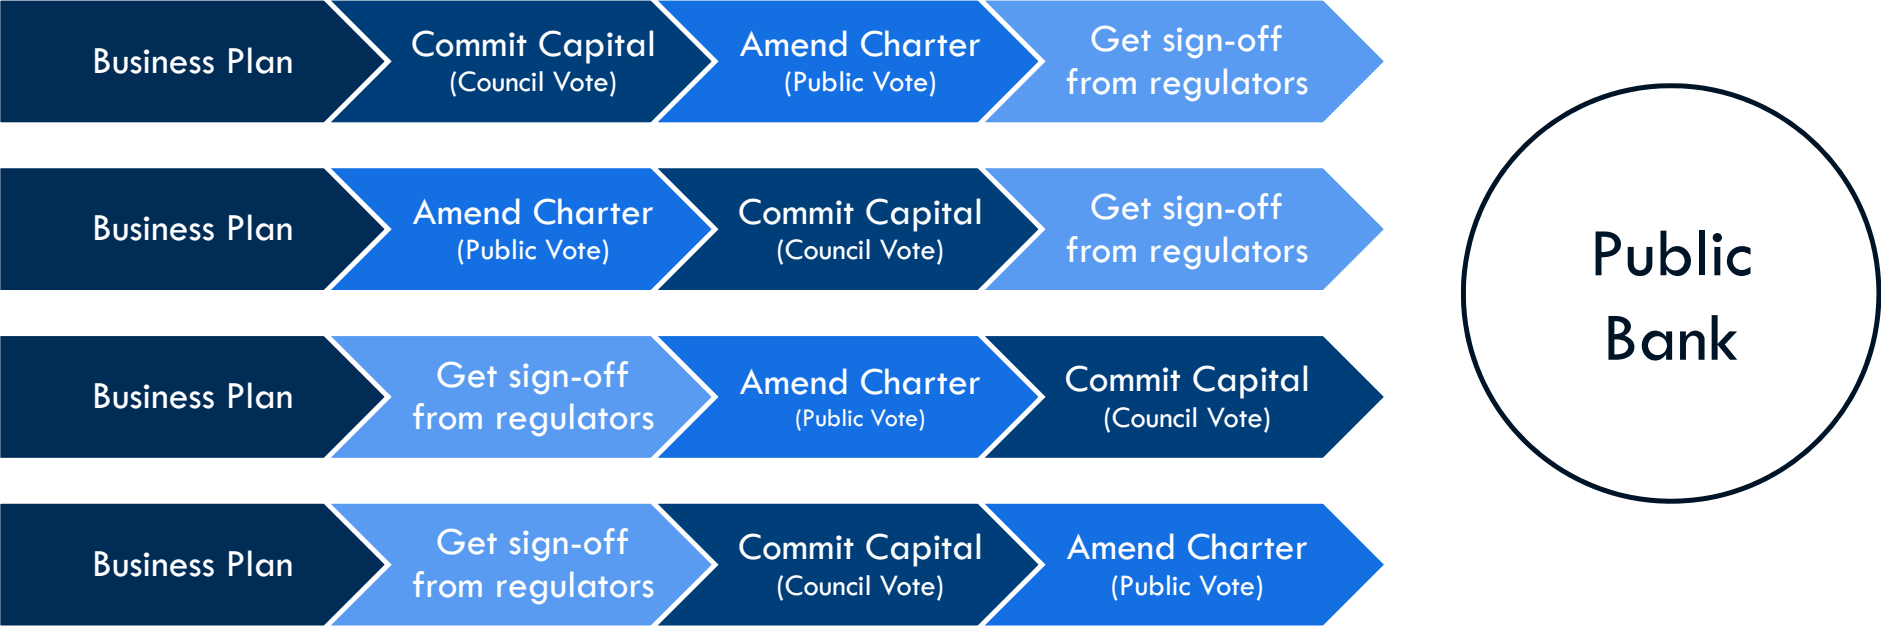 Business Plan
Commit Capital
(Council Vote)
Amend Charter
(Public Vote)
Get sign-off
from regulators
Business Plan
Amend Charter
(Public Vote)
Commit Capital
(Council Vote)
Get sign-off
from regulators
Business Plan
Get sign-off
from regulators
Amend Charter
(Public Vote)
Commit Capital
(Council Vote)
Business Plan
Get sign-off
from regulators
Commit Capital
(Council Vote)
Amend Charter
(Public Vote)
Public
Bank